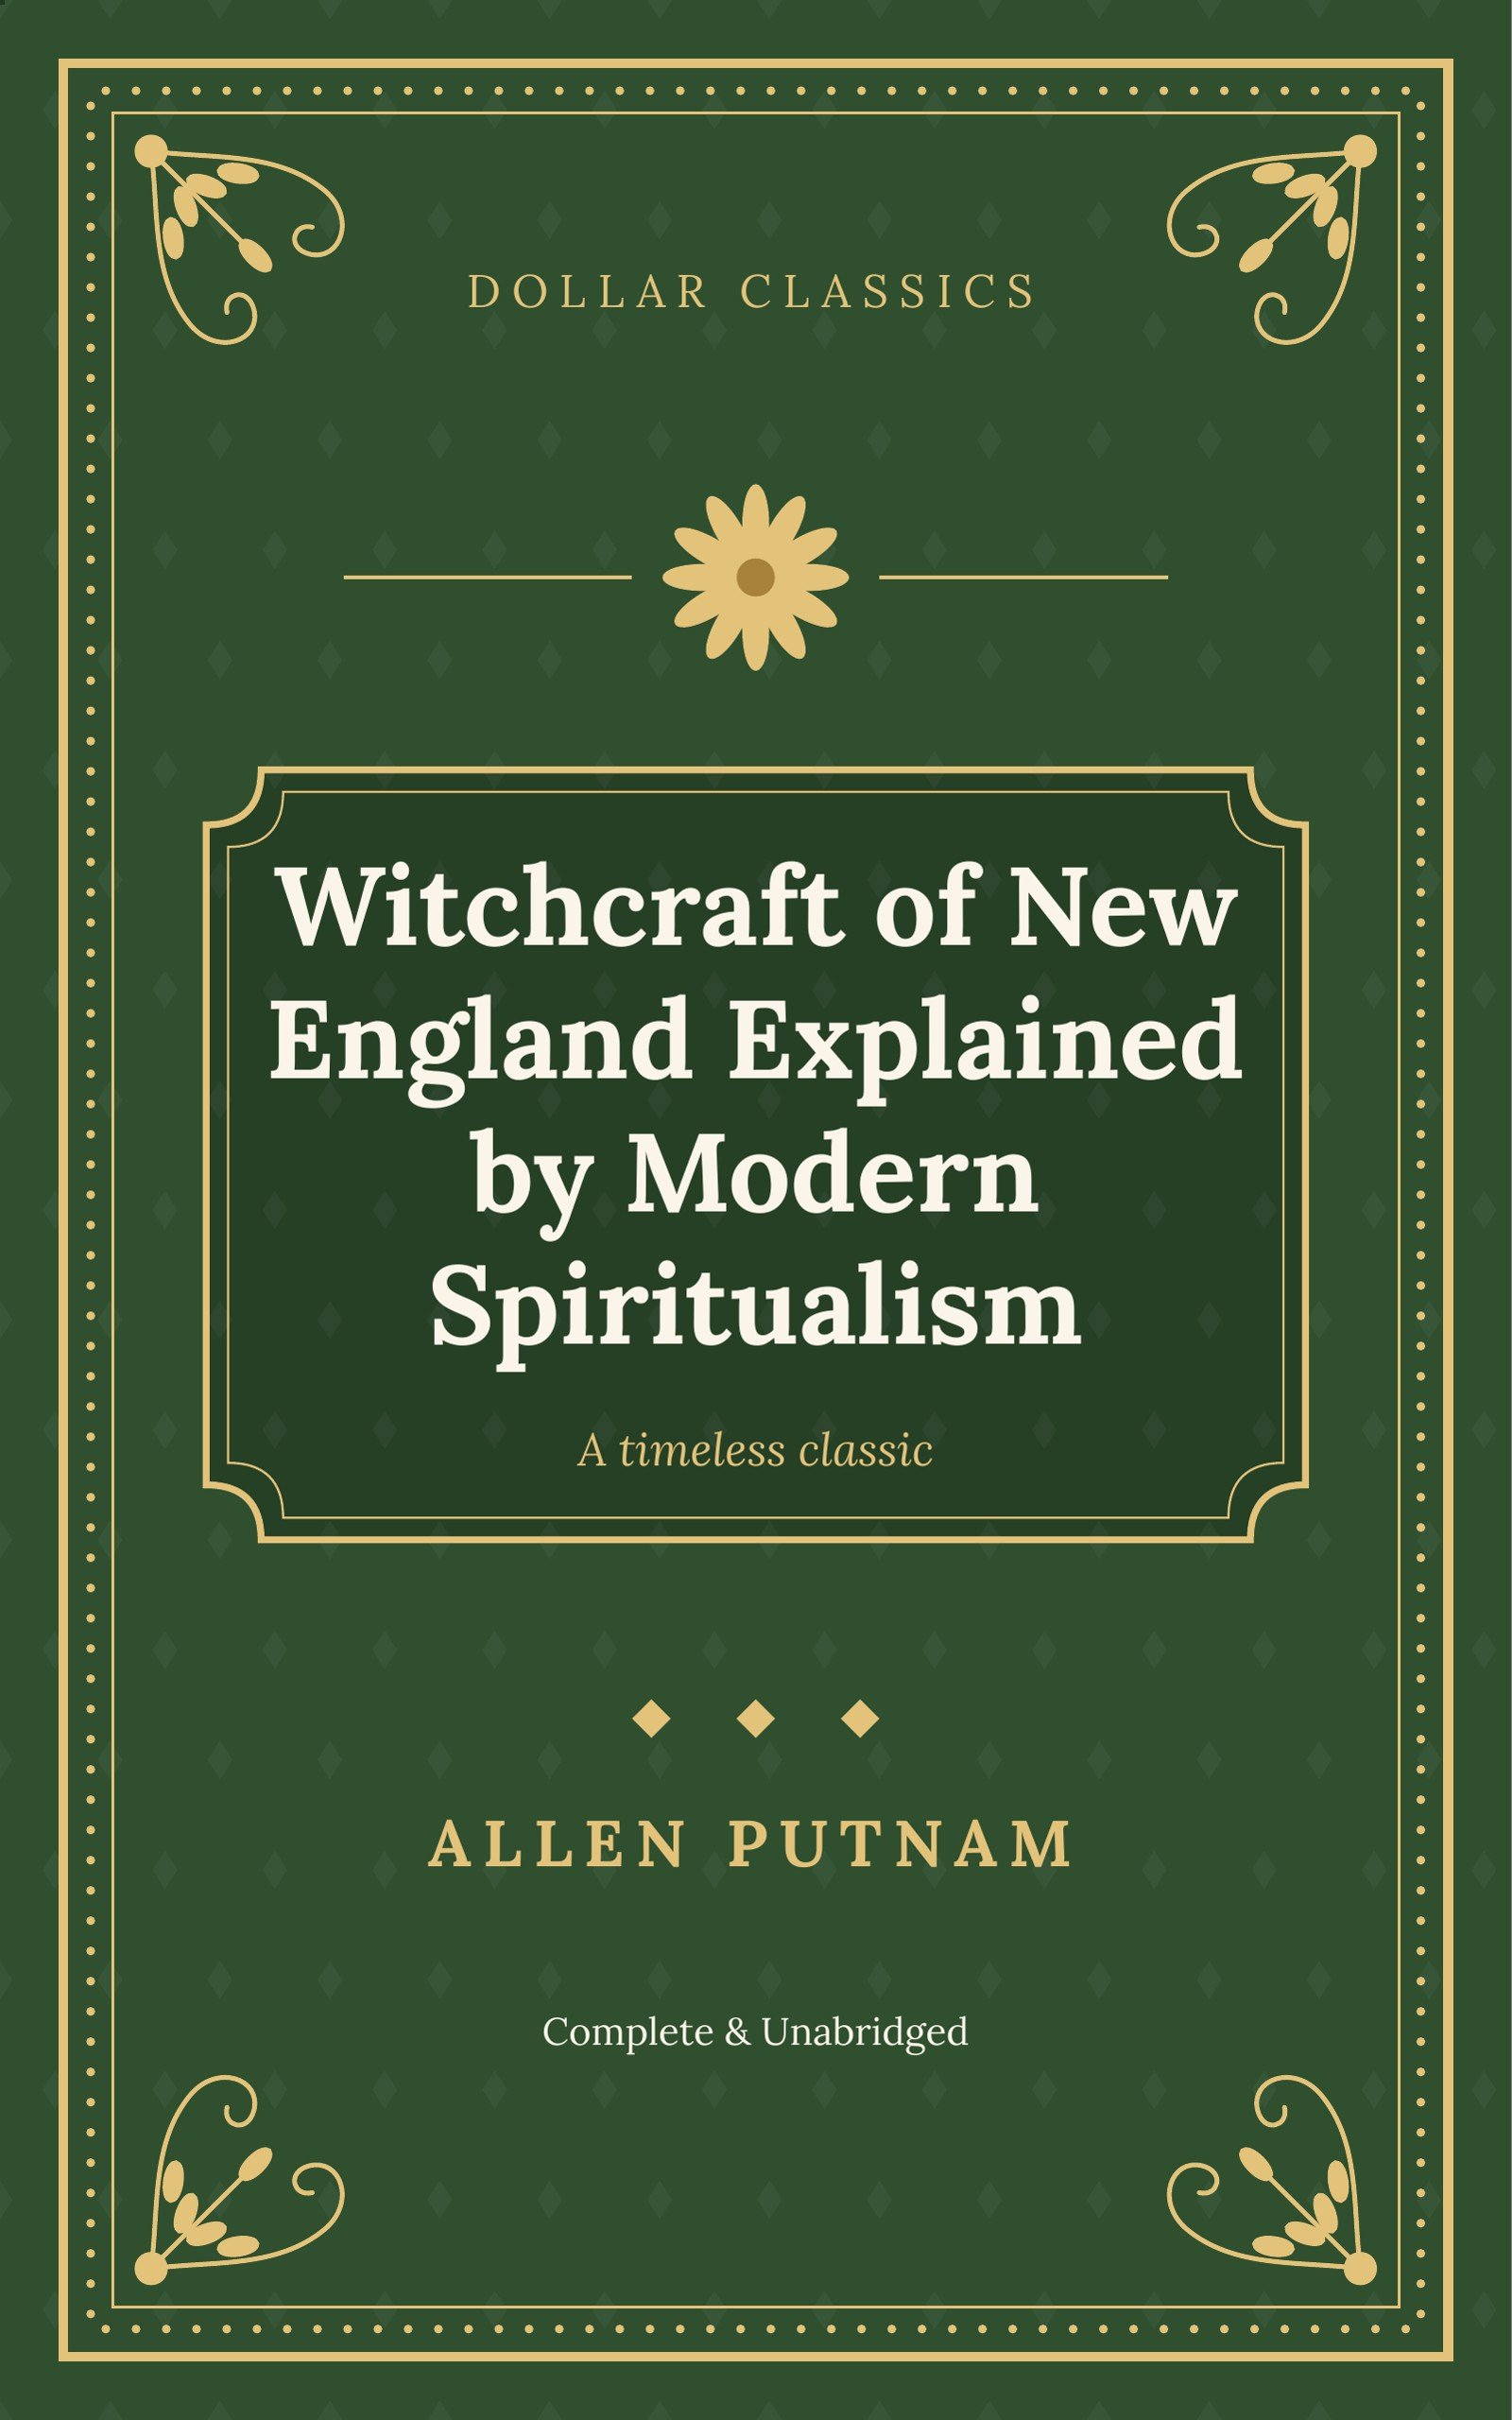 DOLLAR CLASSICS
Witchcraft of New
England Explained
by Modern
Spiritualism
A timeless classic
ALLEN PUTNAM
Complete & Unabridged